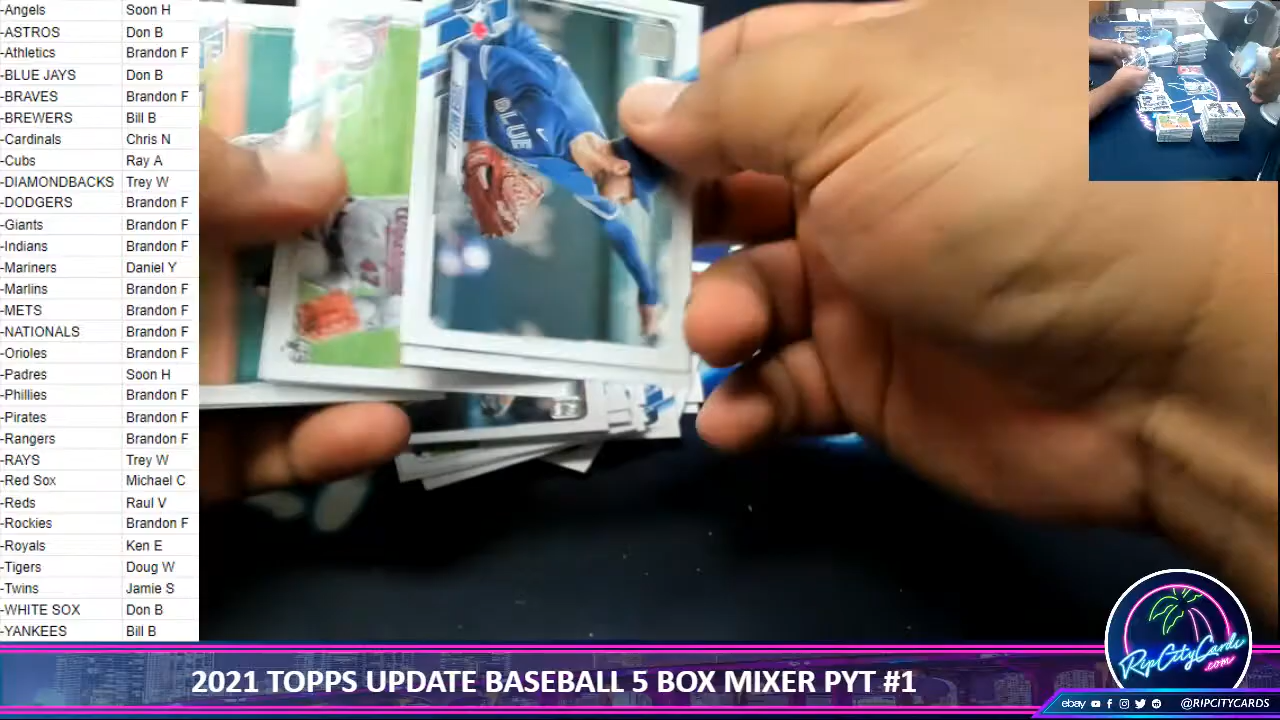 -Angels Soon H
-ASTROS Don B
-Athletics Brandon F
-BLUE JAYS Don B
-BRAVES Brandon F
-BREWERS Bill B
-Cardinals Chris N
-Cubs Ray A
-DIAMONDBACKS Trey W
-DODGERS Brandon F
-Giants Brandon F
-Indians Brandon F
-Mariners Daniel Y
-Marlins Brandon F
-METS Brandon F
-NATIONALS Brandon F
-Orioles Brandon F
-Padres Soon H
-Phillies Brandon F
-Pirates Brandon F
-Rangers Brandon F
-RAYS Trey W
-Red Sox Michael C
-Reds Raul V
-Rockies Brandon F
-Royals Ken E
-Tigers Doug W
-Twins Jamie S
-WHITE SOX Don B
-YANKEES Bill B
BLUE
RipCityCards
.com
2021 TOPPS UPDATE BASEBALL 5 BOX MIXER PYT #1
ebay @RIPCITYCARDS